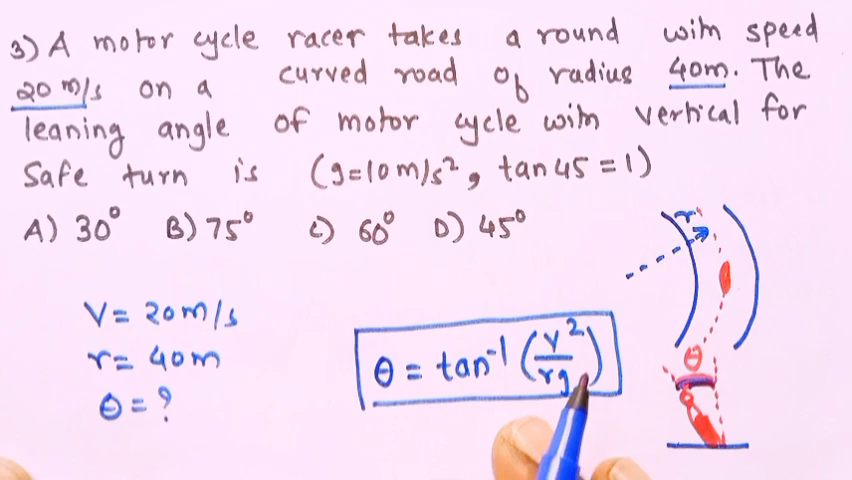 3) A motor cycle racer takes a round with speed
20 m/s on a curved road of radius 40m. The
leaning angle of motor cycle with vertical for
Safe turn is (g=10m/s², tan45=1)
A) 30° B) 75° C) 60° D) 45°
r
V = 20m/s
r = 40m
θ = ?
θ = tan⁻¹ (v²/rg)
θ